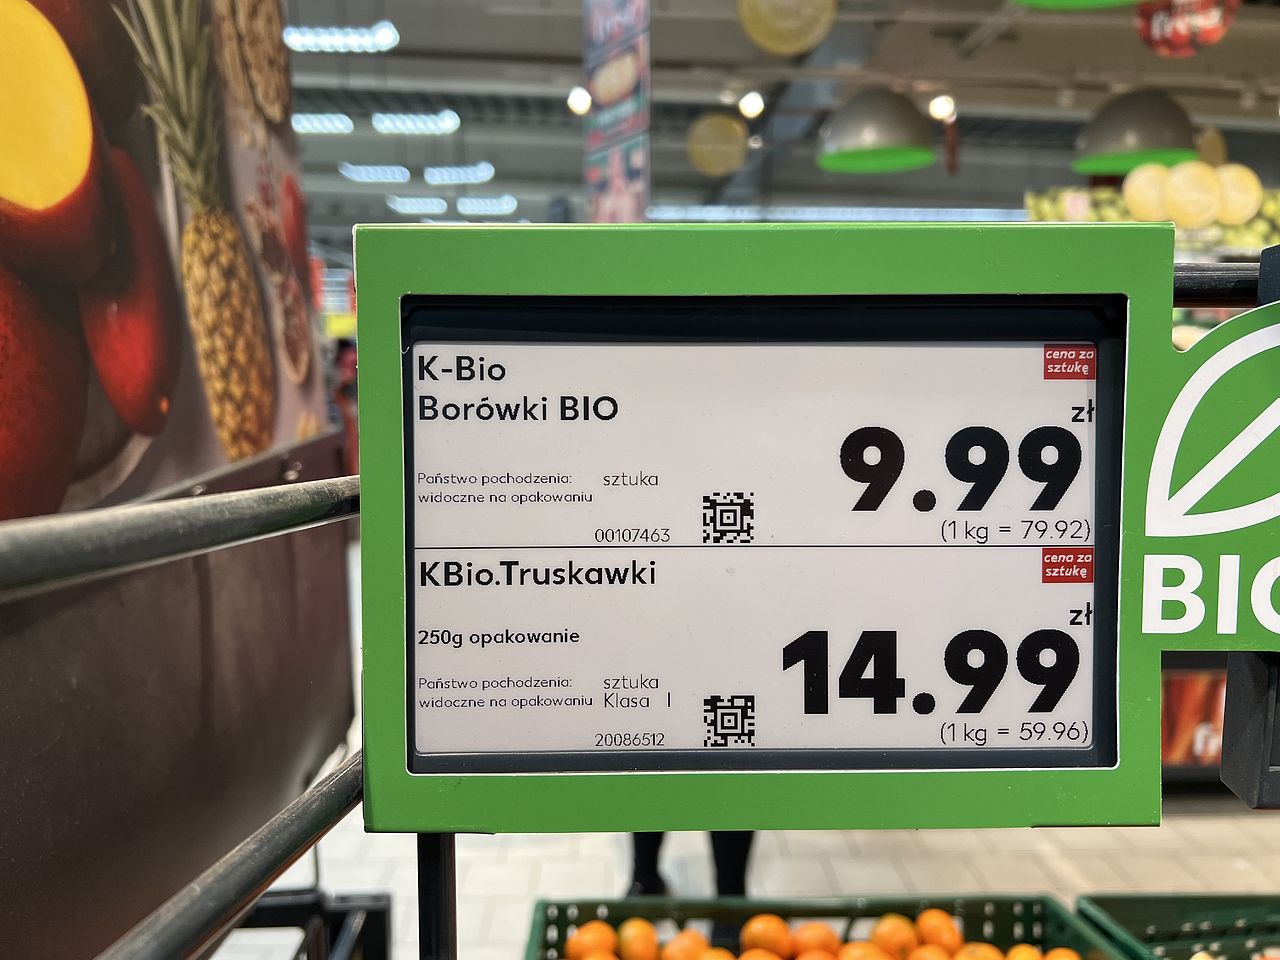 K-Bio
Borówki BIO
cena za
sztukę
zł
9.99
Państwo pochodzenia: sztuka
widoczne na opakowaniu
00107463
(1 kg = 79.92)
KBio.Truskawki
cena za
sztukę
zł
250g opakowanie
14.99
Państwo pochodzenia: sztuka
widoczne na opakowaniu Klasa I
20086512
(1 kg = 59.96)
BIO